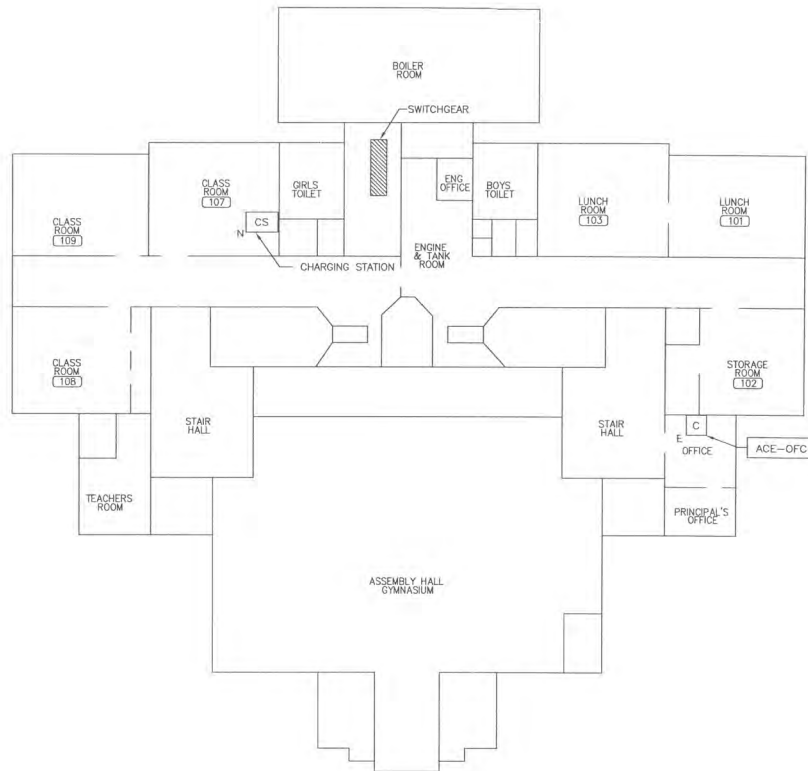 BOILER
ROOM
SWITCHGEAR
CLASS
ROOM
107
GIRLS
TOILET
ENG
OFFICE
BOYS
TOILET
LUNCH
ROOM
103
LUNCH
ROOM
101
CLASS
ROOM
109
CS
N
CHARGING STATION
ENGINE
& TANK
ROOM
CLASS
ROOM
108
STORAGE
ROOM
102
STAIR
HALL
STAIR
HALL
C
E
OFFICE
ACE-OFC
TEACHERS
ROOM
PRINCIPAL'S
OFFICE
ASSEMBLY HALL
GYMNASIUM